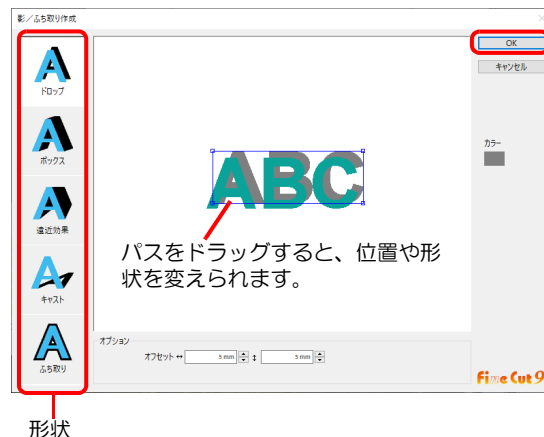 影／ふち取り作成
ドロップ
ボックス
遠近効果
キャスト
ふち取り
ABC
パスをドラッグすると、位置や形
状を変えられます。
OK
キャンセル
カラー
オプション
オフセット ↔ 5 mm ↕ 5 mm
Fine Cut 9
形状